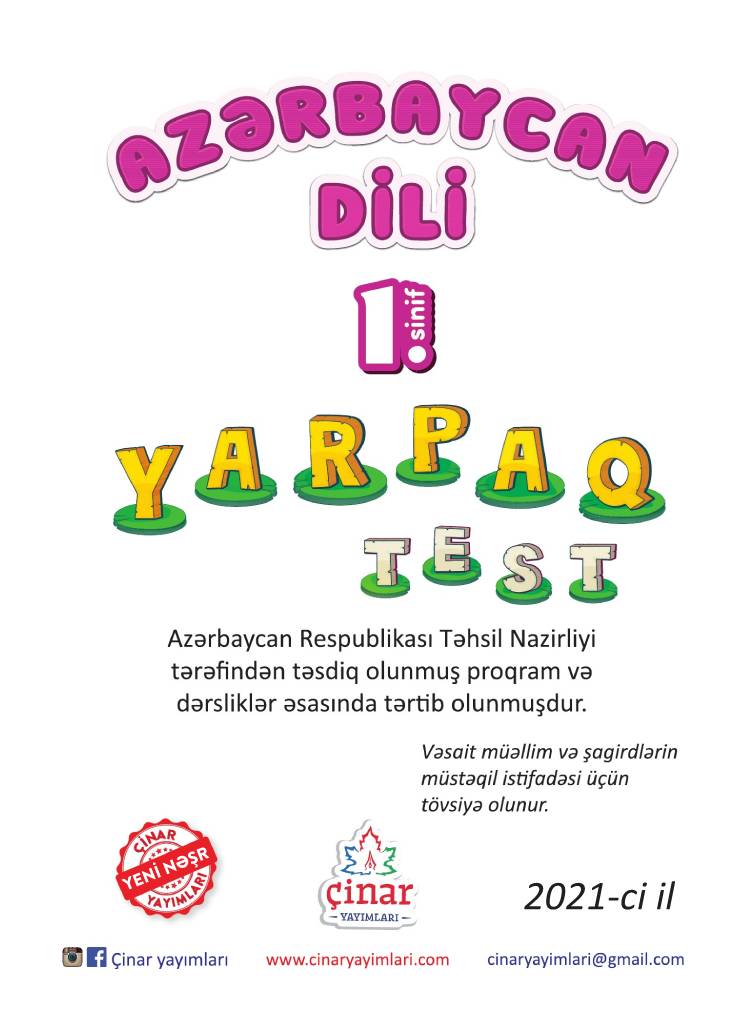 AZƏRBAYCAN
DİLİ
1. sinif
YARPAQ
TEST
Azərbaycan Respublikası Təhsil Nazirliyi
tərəfindən təsdiq olunmuş proqram və
dərsliklər əsasında tərtib olunmuşdur.
Vəsait müəllim və şagirdlərin
müstəqil istifadəsi üçün
tövsiyə olunur.
ÇİNAR
YENİ NƏŞR
YAYIMLARI
çinar
YAYIMLARI
2021-ci il
Çinar yayımları
www.cinaryayimlari.com
cinaryayimlari@gmail.com